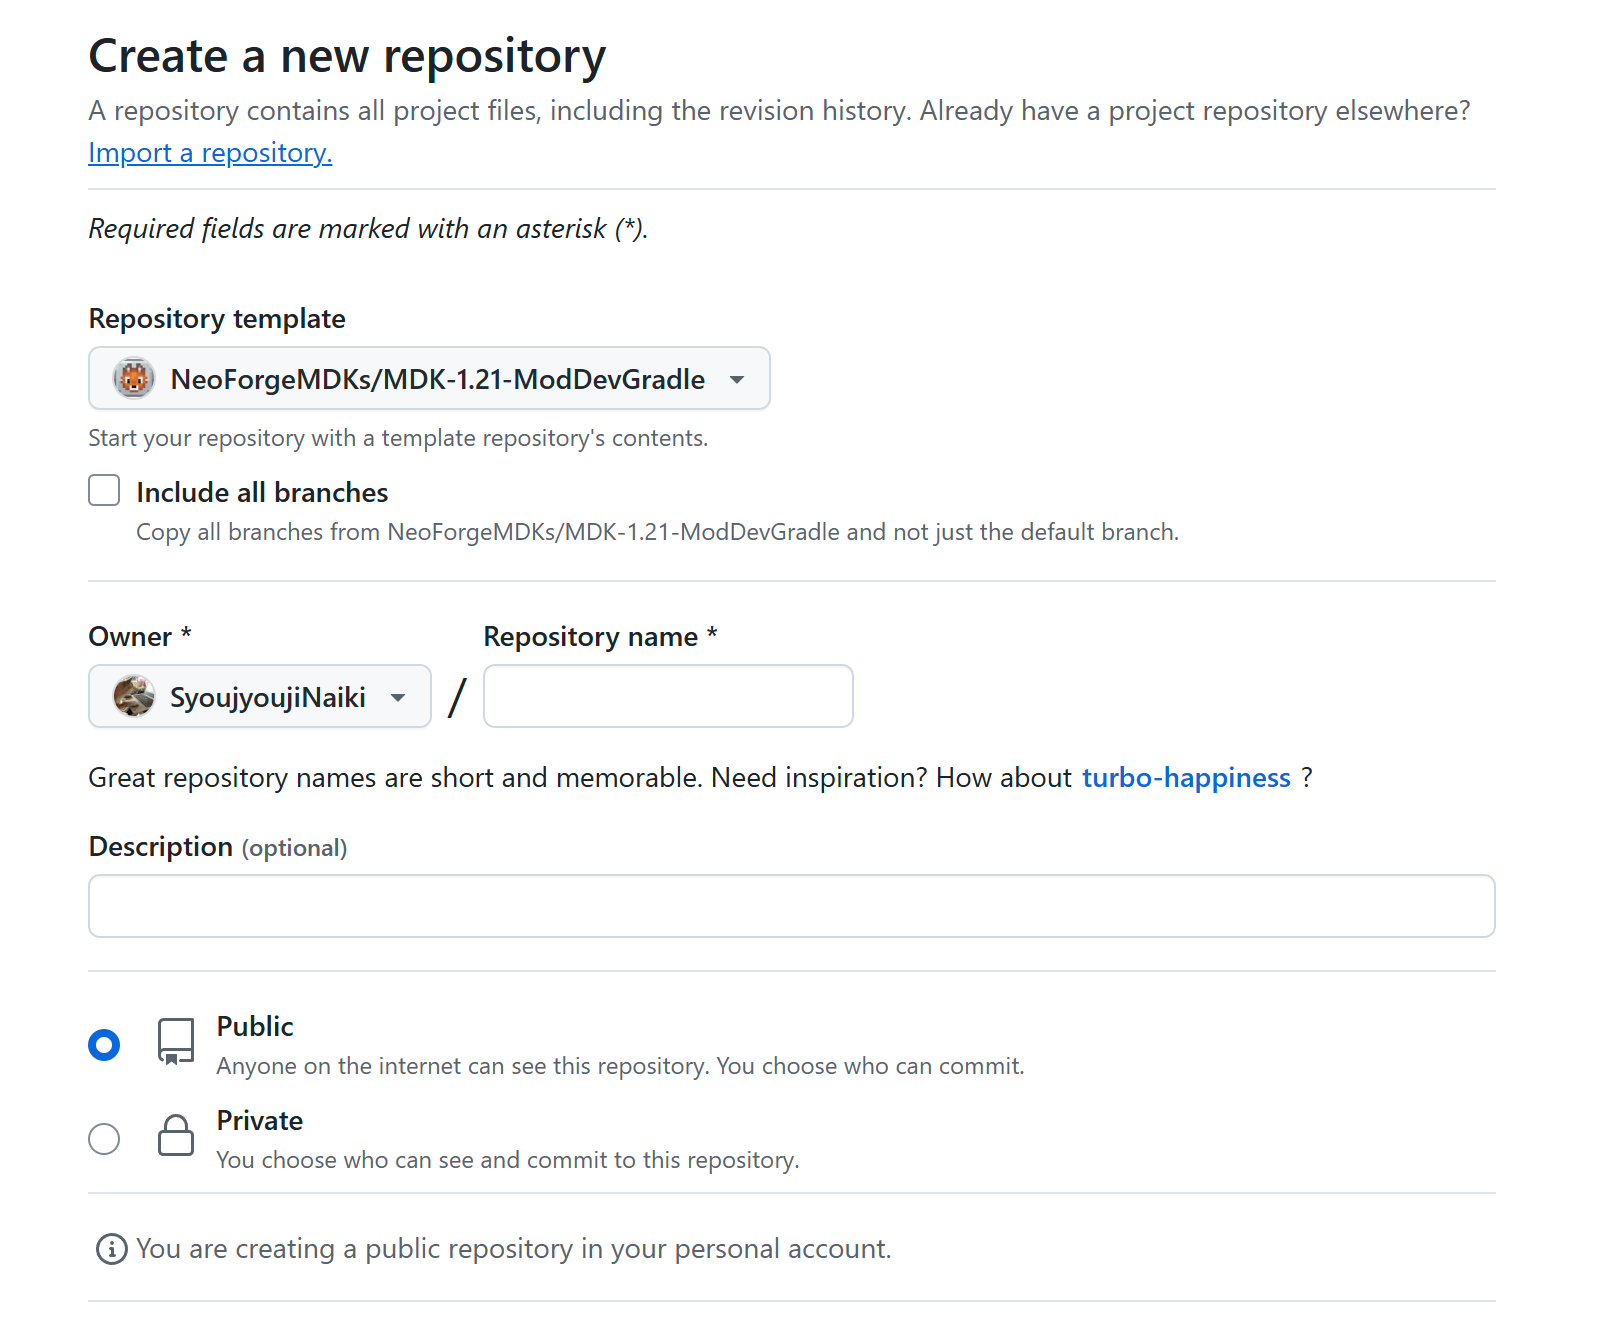 Create a new repository
A repository contains all project files, including the revision history. Already have a project repository elsewhere?
Import a repository.
Required fields are marked with an asterisk (*).
Repository template
NeoForgeMDKs/MDK-1.21-ModDevGradle
Start your repository with a template repository's contents.
Include all branches
Copy all branches from NeoForgeMDKs/MDK-1.21-ModDevGradle and not just the default branch.
Owner *
Repository name *
SyoujyoujiNaiki
/
Great repository names are short and memorable. Need inspiration? How about turbo-happiness ?
Description (optional)
Public
Anyone on the internet can see this repository. You choose who can commit.
Private
You choose who can see and commit to this repository.
You are creating a public repository in your personal account.